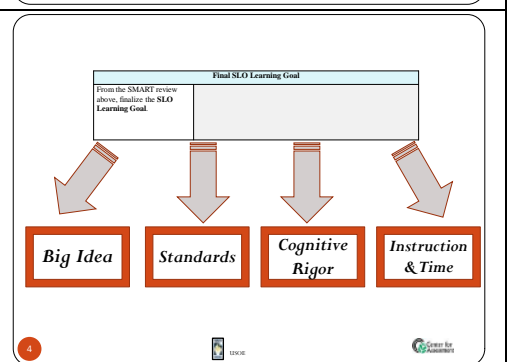 Final SLO Learning Goal
From the SMART review
above, finalize the SLO
Learning Goal.
Big Idea
Standards
Cognitive
Rigor
Instruction
& Time
4
USOE
Center for
Assessment